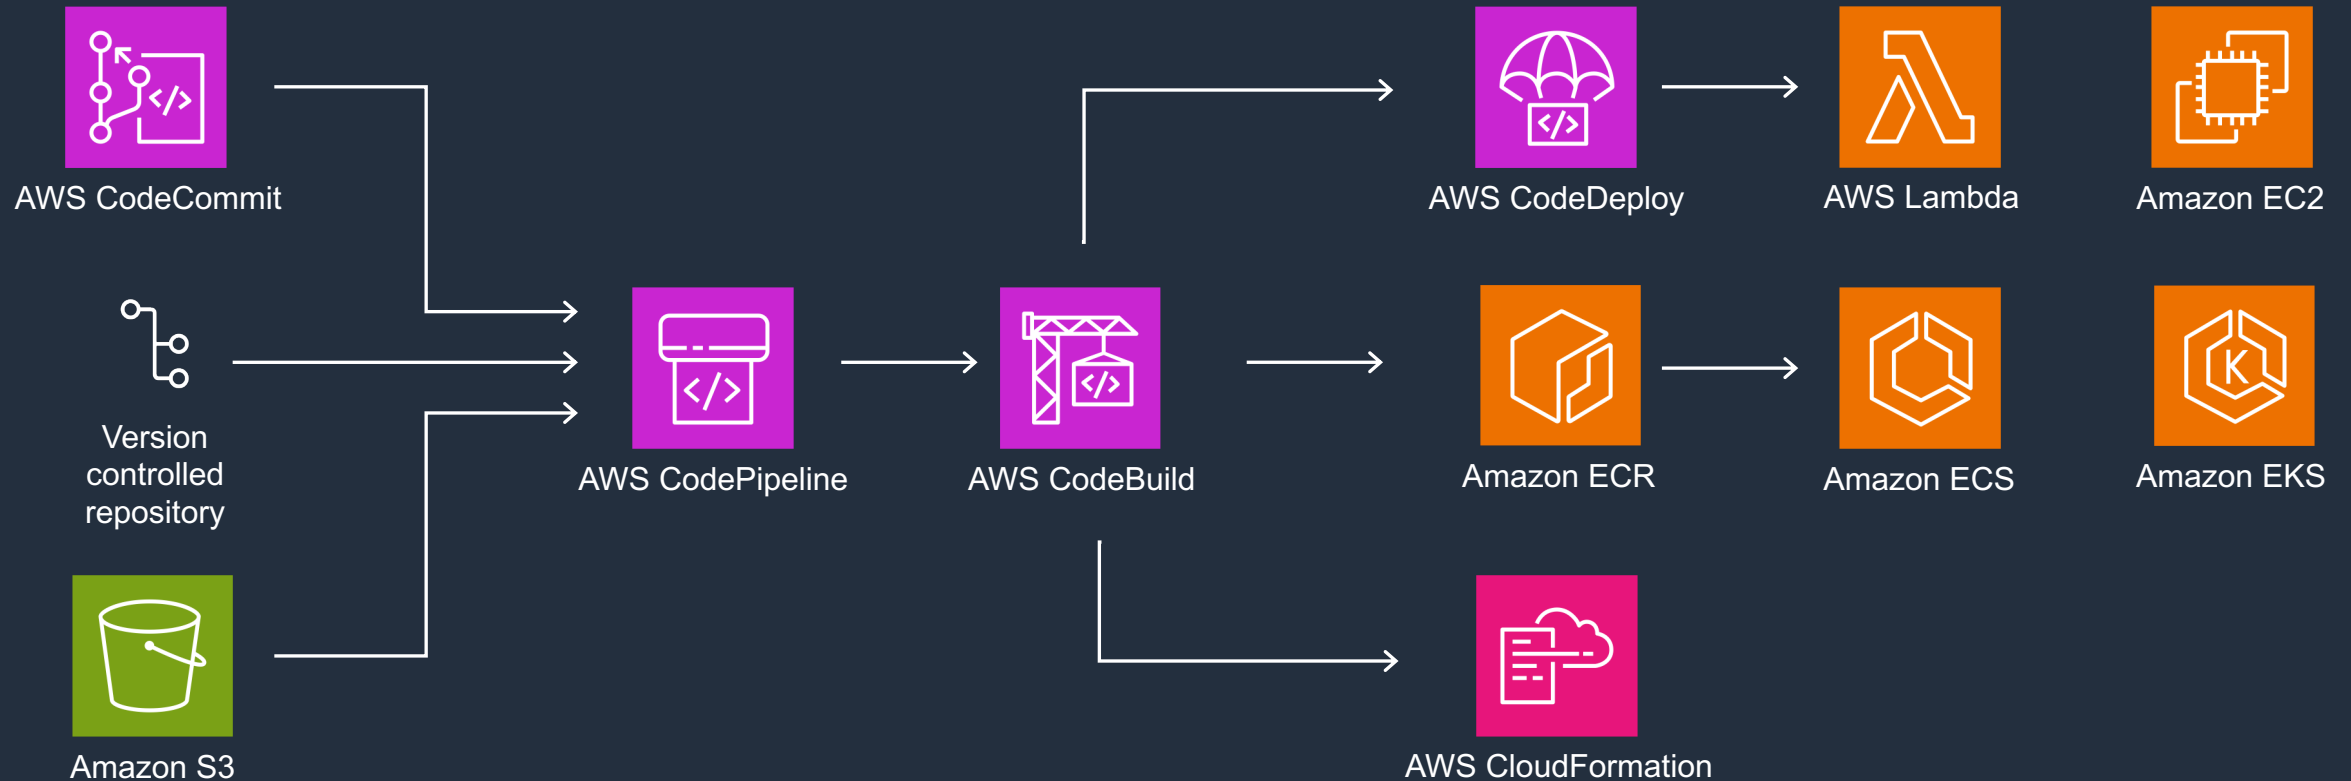 AWS CodeCommit
AWS CodeDeploy
AWS Lambda
Amazon EC2
Version
controlled
repository
AWS CodePipeline
AWS CodeBuild
Amazon ECR
Amazon ECS
K
Amazon EKS
Amazon S3
AWS CloudFormation